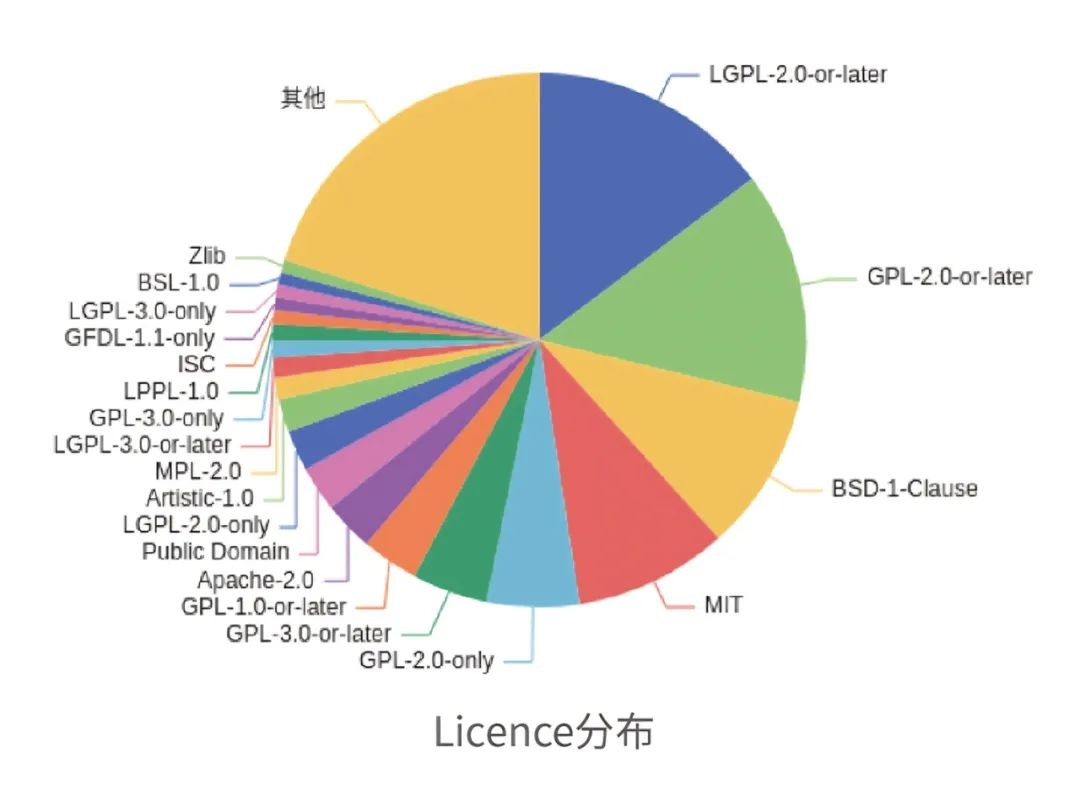 LGPL-2.0-or-later
其他
Zlib
GPL-2.0-or-later
BSL-1.0
LGPL-3.0-only
GFDL-1.1-only
ISC
LPPL-1.0
GPL-3.0-only
LGPL-3.0-or-later
MPL-2.0
BSD-1-Clause
Artistic-1.0
LGPL-2.0-only
Public Domain
Apache-2.0
GPL-1.0-or-later
MIT
GPL-3.0-or-later
GPL-2.0-only
Licence分布